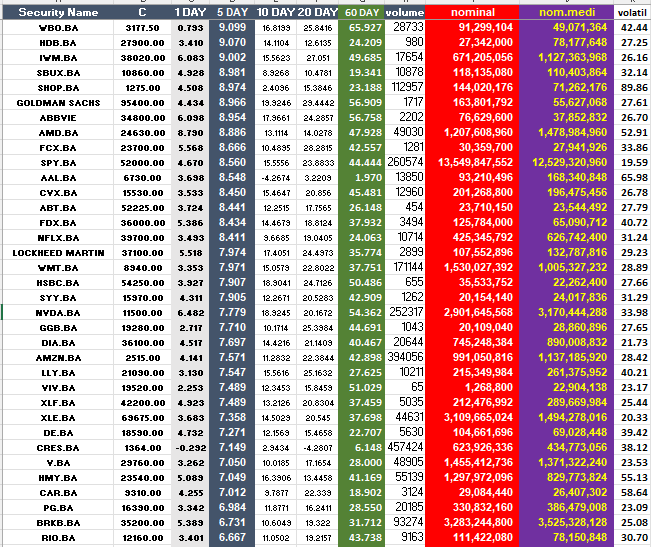 Security Name C 1 DAY 5 DAY 10 DAY 20 DAY 60 DAY volume nominal nom.medi volatil
WBO.BA 3177.50 0.793 9.099 16.8199 25.8416 65.927 28733 91,299,104 49,071,364 42.44
HDB.BA 27900.00 3.440 9.070 14.1104 12.6135 24.209 980 27,342,000 78,177,648 27.25
IWM.BA 38020.00 6.083 9.002 15.5623 27.051 49.685 17654 671,205,056 1,127,363,968 26.16
SBUX.BA 10860.00 4.928 8.981 8.9268 10.4781 19.341 10878 118,135,080 110,403,864 32.14
SHOP.BA 1275.00 4.508 8.974 2.4096 15.3846 23.188 112957 144,020,176 71,262,176 89.86
GOLDMAN SACHS 95400.00 4.434 8.966 19.9246 29.4442 56.909 1717 163,801,792 55,627,068 27.61
ABBVIE 34800.00 6.098 8.954 17.9661 24.2857 56.758 2202 76,629,600 37,852,832 26.70
AMD.BA 24630.00 8.790 8.886 13.1114 14.0278 47.928 49030 1,207,608,960 1,478,984,960 52.91
FCX.BA 23700.00 5.568 8.666 10.4895 28.2815 42.557 1281 30,359,700 27,941,926 33.86
SPY.BA 52000.00 4.670 8.560 15.5556 23.8833 44.444 260574 13,549,847,552 12,529,320,960 19.59
AAL.BA 6730.00 3.698 8.548 -4.2674 3.2209 1.970 13850 93,210,496 168,340,848 65.98
CVX.BA 15530.00 3.533 8.450 15.4647 20.856 45.481 12960 201,268,800 196,475,456 26.78
ABT.BA 52225.00 3.724 8.441 12.2515 17.7565 26.148 454 23,710,150 23,544,492 27.79
FDX.BA 36000.00 5.386 8.434 14.4679 18.8124 37.932 3494 125,784,000 65,090,712 40.72
NFLX.BA 39700.00 3.493 8.411 9.6685 19.0405 24.063 10714 425,345,792 626,742,400 31.24
LOCKHEED MARTIN 37100.00 5.518 7.974 17.4051 24.4973 35.774 2899 107,552,896 132,787,816 29.23
WMT.BA 8940.00 3.353 7.971 15.0579 22.8022 37.751 171144 1,530,027,392 1,005,327,232 28.89
HSBC.BA 54250.00 3.927 7.907 18.9041 24.7126 50.486 655 35,533,752 22,262,400 27.66
SYY.BA 15970.00 4.311 7.905 12.2671 20.5283 42.909 1262 20,154,140 24,017,836 31.29
NVDA.BA 11500.00 6.482 7.779 18.9245 20.1672 54.362 252317 2,901,645,568 3,170,444,288 33.98
GGB.BA 19280.00 2.717 7.710 10.1714 25.3984 44.691 1043 20,109,040 28,860,896 27.65
DIA.BA 36100.00 4.517 7.697 14.4216 21.1409 40.467 20644 745,248,384 890,008,832 21.73
AMZN.BA 2515.00 4.141 7.571 11.2832 22.3844 42.898 394056 991,050,816 1,137,185,920 28.42
LLY.BA 21090.00 3.130 7.547 15.5616 25.1632 27.625 10211 215,349,984 261,375,952 40.21
VIV.BA 19520.00 2.253 7.489 12.3453 15.8459 51.029 65 1,268,800 22,904,138 23.17
XLF.BA 42200.00 4.923 7.489 13.2126 20.8304 37.459 5035 212,476,992 289,669,984 25.44
XLE.BA 69675.00 3.683 7.358 14.5029 20.545 37.698 44631 3,109,665,024 1,494,278,016 20.33
DE.BA 18590.00 4.732 7.271 12.1569 15.4658 22.707 5630 104,661,696 69,028,448 39.42
CRES.BA 1364.00 -0.292 7.149 2.9434 -4.2807 6.148 457424 623,926,336 434,773,056 38.12
V.BA 29760.00 3.262 7.050 10.0185 17.1654 28.000 48905 1,455,412,736 1,371,322,240 23.53
HMY.BA 23540.00 5.089 7.049 16.3906 13.4458 41.169 55139 1,297,972,096 829,773,824 55.13
CAR.BA 9310.00 4.255 7.012 9.7877 22.339 18.902 3124 29,084,440 26,407,302 58.64
PG.BA 16390.00 3.342 6.984 11.8771 16.2411 28.550 20185 330,832,160 386,479,008 23.09
BRKB.BA 35200.00 5.389 6.731 10.6049 19.322 31.712 93274 3,283,244,800 3,525,328,128 25.08
RIO.BA 12160.00 3.401 6.667 11.0502 19.2157 43.738 9163 111,422,080 78,150,848 30.70